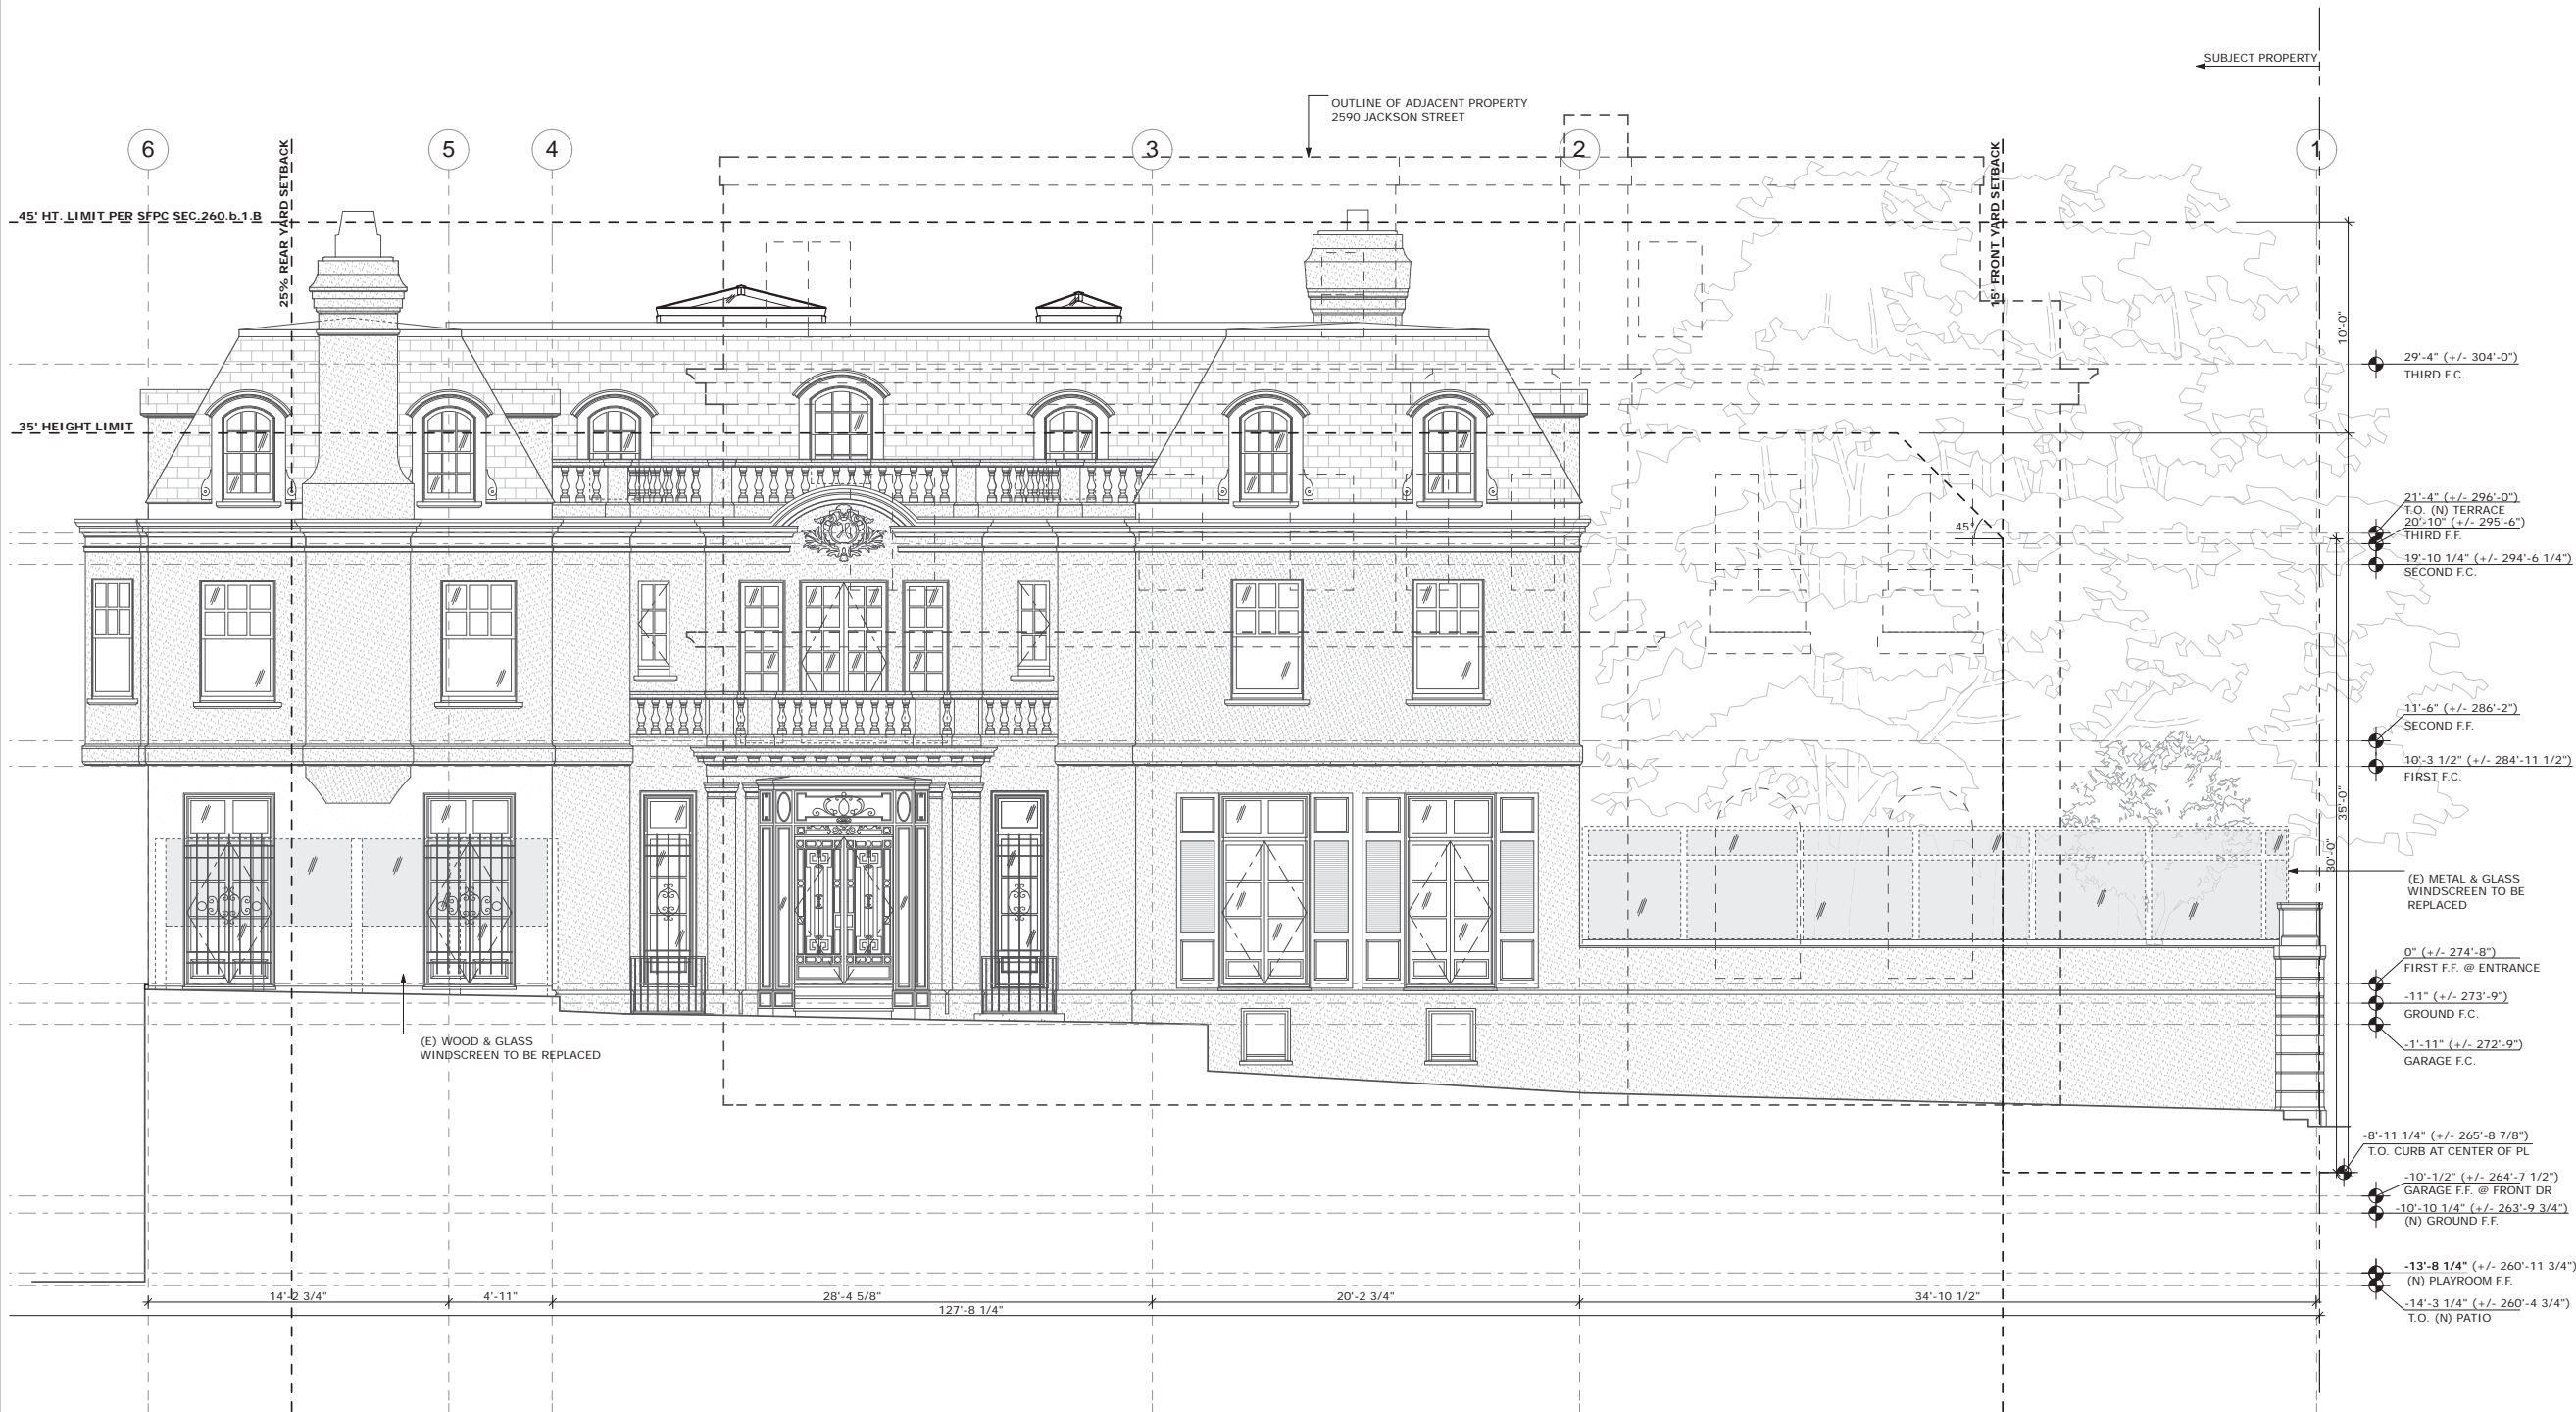 SUBJECT PROPERTY
OUTLINE OF ADJACENT PROPERTY
2590 JACKSON STREET
6
5
4
3
2
1
25% REAR YARD SETBACK
15' FRONT YARD SETBACK
45' HT. LIMIT PER SFPC SEC.260.b.1.B
35' HEIGHT LIMIT
10'-0"
29'-4" (+/- 304'-0")
THIRD F.C.
21'-4" (+/- 296'-0")
T.O. (N) TERRACE
20'-10" (+/- 295'-6")
THIRD F.F.
45°
19'-10 1/4" (+/- 294'-6 1/4")
SECOND F.C.
11'-6" (+/- 286'-2")
SECOND F.F.
10'-3 1/2" (+/- 284'-11 1/2")
FIRST F.C.
35'-0"
30'-0"
(E) METAL & GLASS
WINDSCREEN TO BE
REPLACED
0" (+/- 274'-8")
FIRST F.F. @ ENTRANCE
-11" (+/- 273'-9")
GROUND F.C.
-1'-11" (+/- 272'-9")
GARAGE F.C.
(E) WOOD & GLASS
WINDSCREEN TO BE REPLACED
-8'-11 1/4" (+/- 265'-8 7/8")
T.O. CURB AT CENTER OF PL
-10'-1/2" (+/- 264'-7 1/2")
GARAGE F.F. @ FRONT DR
-10'-10 1/4" (+/- 263'-9 3/4")
(N) GROUND F.F.
-13'-8 1/4" (+/- 260'-11 3/4")
(N) PLAYROOM F.F.
-14'-3 1/4" (+/- 260'-4 3/4")
T.O. (N) PATIO
14'-2 3/4"
4'-11"
28'-4 5/8"
20'-2 3/4"
34'-10 1/2"
127'-8 1/4"